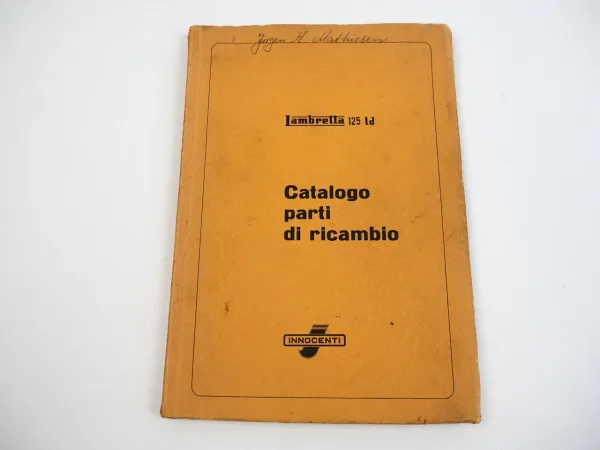 Jørgen H Mathiesen
Lambretta 125 ld
Catalogo
parti
di ricambio
INNOCENTI